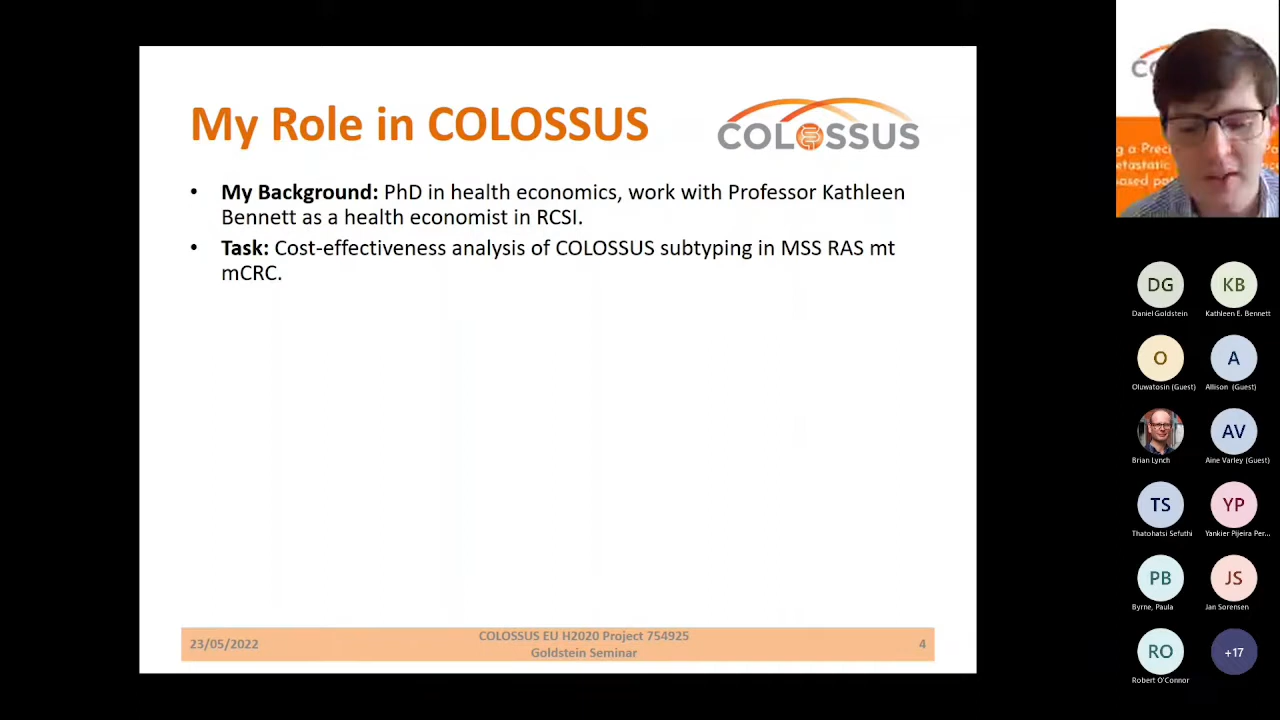 My Role in COLOSSUS
COLOSSUS
• My Background: PhD in health economics, work with Professor Kathleen
Bennett as a health economist in RCSI.
• Task: Cost-effectiveness analysis of COLOSSUS subtyping in MSS RAS mt
mCRC.
23/05/2022
COLOSSUS EU H2020 Project 754925
Goldstein Seminar
4
DG
Daniel Goldstein
KB
Kathleen E. Bennett
O
Oluwatosin (Guest)
A
Allison (Guest)
Brian Lynch
AV
Aine Varley (Guest)
TS
Thatohatsi Sefuthi
YP
Yankier Pijeira Per...
PB
Byrne, Paula
JS
Jan Sorensen
RO
Robert O'Connor
+17